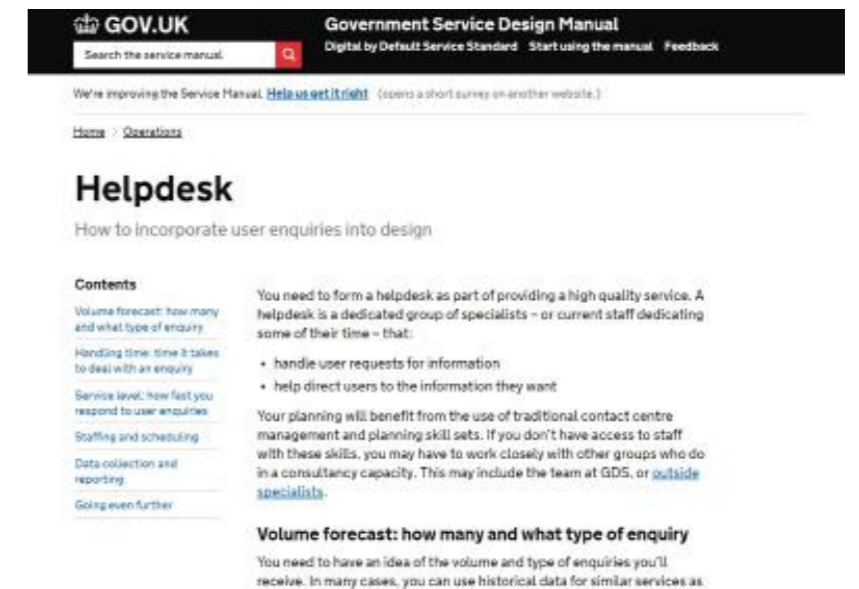 GOV.UK
Government Service Design Manual
Search the service manual
Digital by Default Service Standard Start using the manual Feedback
We're improving the Service Manual. Help us get it right (opens a short survey on another website.)
Home > Operations
Helpdesk
How to incorporate user enquiries into design
Contents
Volume forecast: how many
and what type of enquiry
Handling time: time it takes
to deal with an enquiry
Service level: how fast you
respond to user enquiries
Staffing and scheduling
Data collection and
reporting
Going even further
You need to form a helpdesk as part of providing a high quality service. A
helpdesk is a dedicated group of specialists – or current staff dedicating
some of their time – that:
• handle user requests for information
• help direct users to the information they want
Your planning will benefit from the use of traditional contact centre
management and planning skill sets. If you don't have access to staff
with these skills, you may have to work closely with other groups who do
in a consultancy capacity. This may include the team at GDS, or outside
specialists.
Volume forecast: how many and what type of enquiry
You need to have an idea of the volume and type of enquiries you'll
receive. In many cases, you can use historical data for similar services as